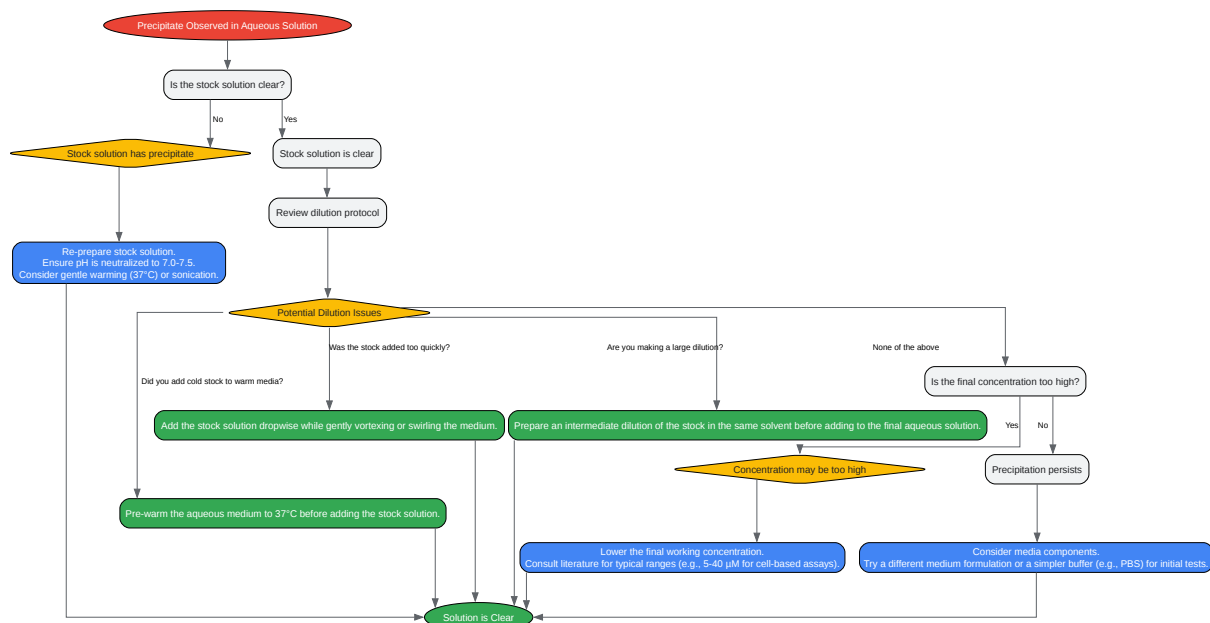 Precipitate Observed in Aqueous Solution
Is the stock solution clear?
No
Yes
Stock solution has precipitate
Stock solution is clear
Review dilution protocol
Re-prepare stock solution.
Ensure pH is neutralized to 7.0-7.5.
Consider gentle warming (37°C) or sonication.
Potential Dilution Issues
Was the stock added too quickly?
Are you making a large dilution?
None of the above
Did you add cold stock to warm media?
Is the final concentration too high?
Add the stock solution dropwise while gently vortexing or swirling the medium.
Prepare an intermediate dilution of the stock in the same solvent before adding to the final aqueous solution.
Yes
No
Concentration may be too high
Precipitation persists
Pre-warm the aqueous medium to 37°C before adding the stock solution.
Lower the final working concentration.
Consult literature for typical ranges (e.g., 5-40 µM for cell-based assays).
Consider media components.
Try a different medium formulation or a simpler buffer (e.g., PBS) for initial tests.
Solution is Clear